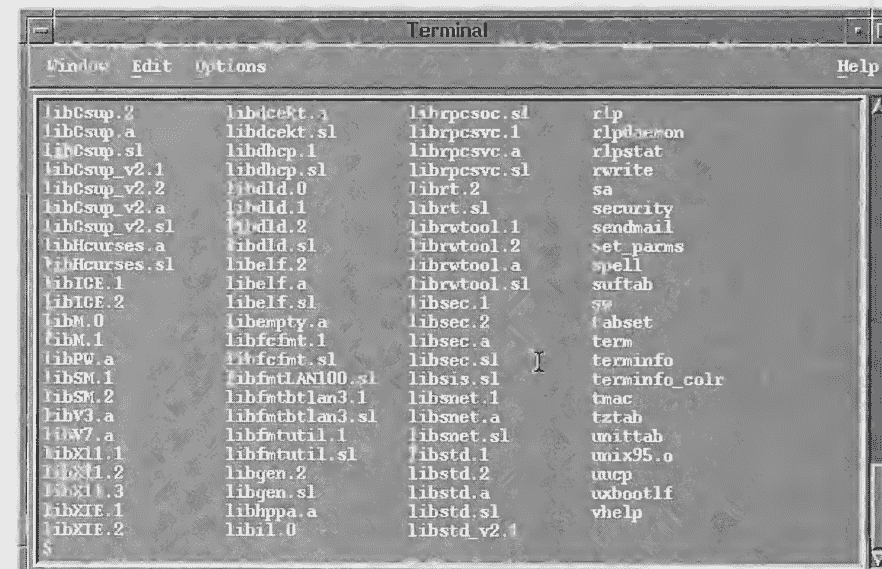 Terminal
Window Edit Options Help
libCsup.2 libdcekt.a librpcsoc.sl rlp
libCsup.a libdcekt.sl librpcsvc.1 rlpdaemon
libCsup.sl libdhcp.1 librpcsvc.a rlpstat
libCsup_v2.1 libdhcp.sl librpcsvc.sl rwrite
libCsup_v2.2 libdld.0 librt.2 sa
libCsup_v2.a libdld.1 librt.sl security
libCsup_v2.sl libdld.2 librwtool.1 sendmail
libHcurses.a libdld.sl librwtool.2 set_parms
libHcurses.sl libelf.2 librwtool.a spell
libICE.1 libelf.a librwtool.sl suftab
libICE.2 libelf.sl libsec.1 sw
libM.0 libempty.a libsec.2 tabset
libM.1 libfcfmt.1 libsec.a term
libPW.a libfcfmt.sl libsec.sl terminfo
libSM.1 libfmtLAN100.sl libsis.sl terminfo_colr
libSM.2 libfmtbtlan3.1 libsnet.1 tmac
libV3.a libfmtbtlan3.sl libsnet.a tztab
libV7.a libfmtutil.1 libsnet.sl unittab
libX11.1 libfmtutil.sl libstd.1 unix95.o
libX11.2 libgen.2 libstd.2 uucp
libX11.3 libgen.sl libstd.a uxbootlf
libXIE.1 libhppa.a libstd.sl vhelp
libXIE.2 libil.0 libstd_v2.1
$